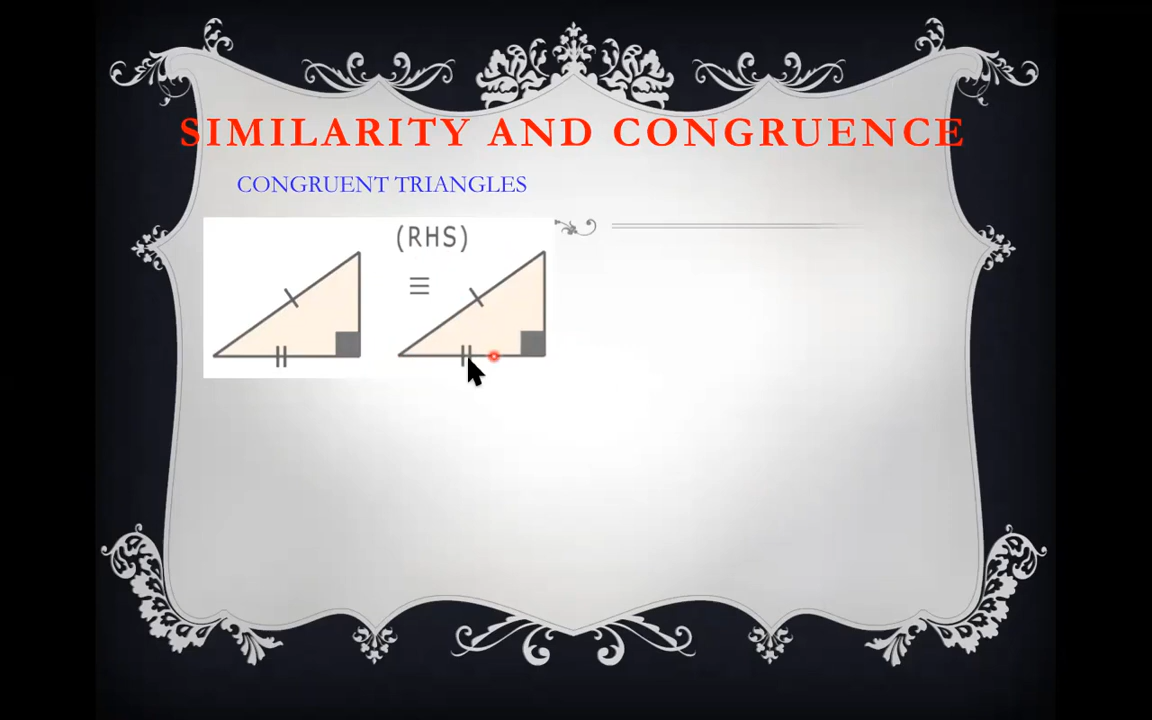 SIMILARITY AND CONGRUENCE
CONGRUENT TRIANGLES
(RHS)
≡